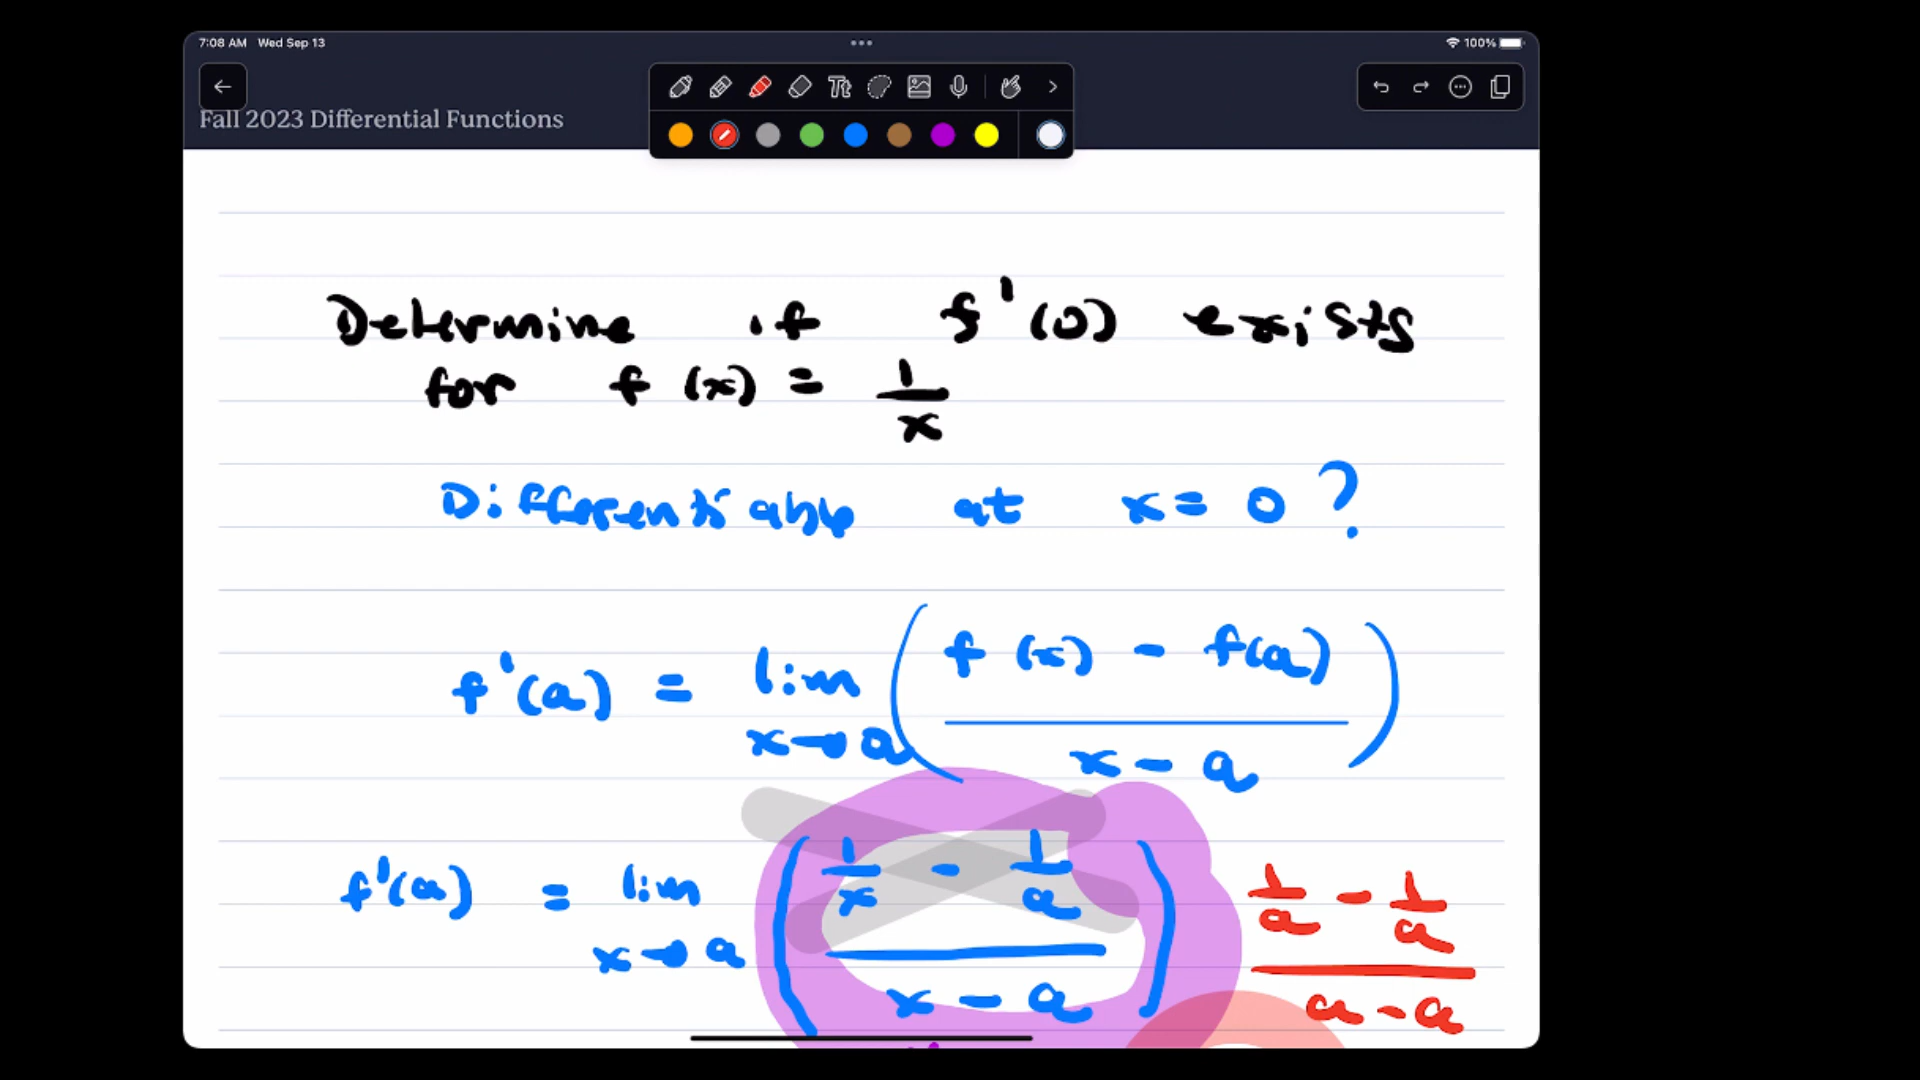 7:08 AM Wed Sep 13
100%
Fall 2023 Differential Functions
Tt
Determine if f'(0) exists
for f(x) = 1/x
Differentiable at x = 0?
f'(a) = lim x→a ( (f(x) - f(a)) / (x - a) )
f'(a) = lim x→a ( (1/x - 1/a) / (x - a) ) (1/a - 1/a) / (a - a)